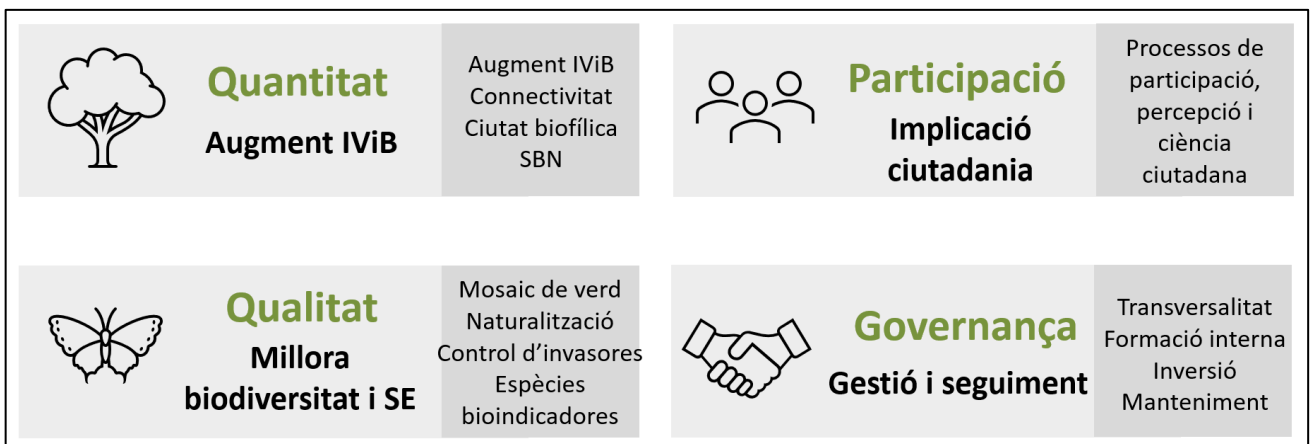 Quantitat
Augment IViB
Augment IViB
Connectivitat
Ciutat biofílica
SBN
Participació
Implicació
ciutadania
Processos de
participació,
percepció i
ciència
ciutadana
Qualitat
Millora
biodiversitat i SE
Mosaic de verd
Naturalització
Control d’invasores
Espècies
bioindicadores
Governança
Gestió i seguiment
Transversalitat
Formació interna
Inversió
Manteniment